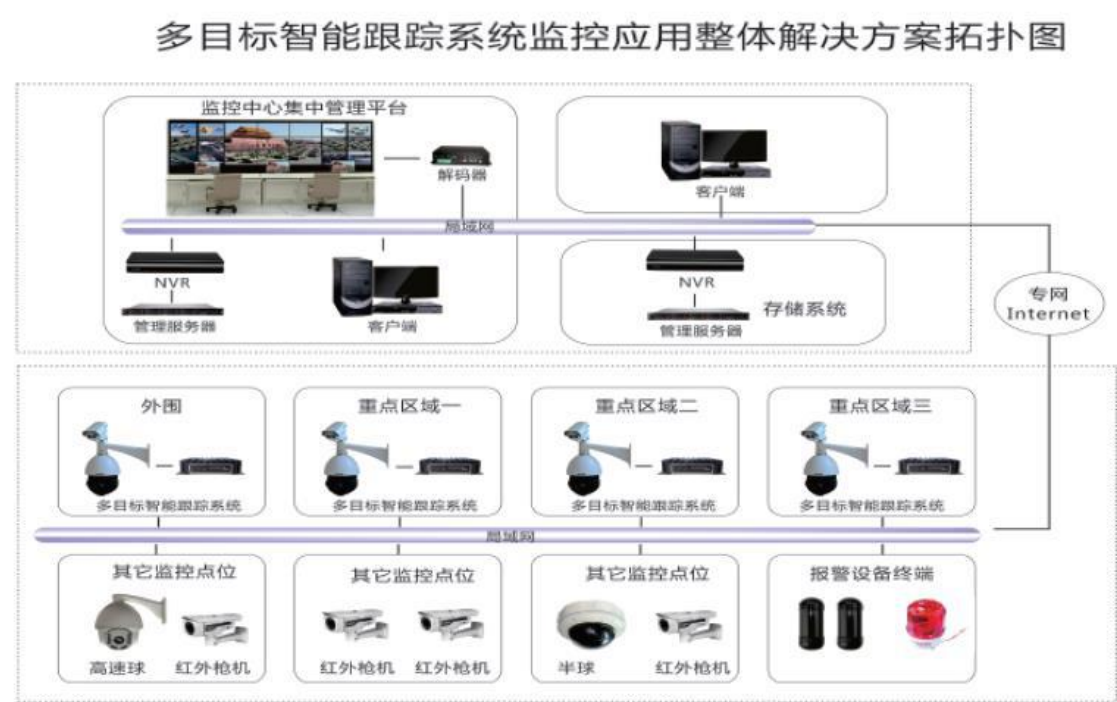 多目标智能跟踪系统监控应用整体解决方案拓扑图
监控中心集中管理平台
解码器
客户端
局域网
NVR
管理服务器
客户端
NVR
管理服务器
存储系统
专网
Internet
外围
重点区域一
重点区域二
重点区域三
多目标智能跟踪系统
多目标智能跟踪系统
多目标智能跟踪系统
多目标智能跟踪系统
局域网
其它监控点位
其它监控点位
其它监控点位
报警设备终端
高速球
红外枪机
红外枪机
红外枪机
半球
红外枪机